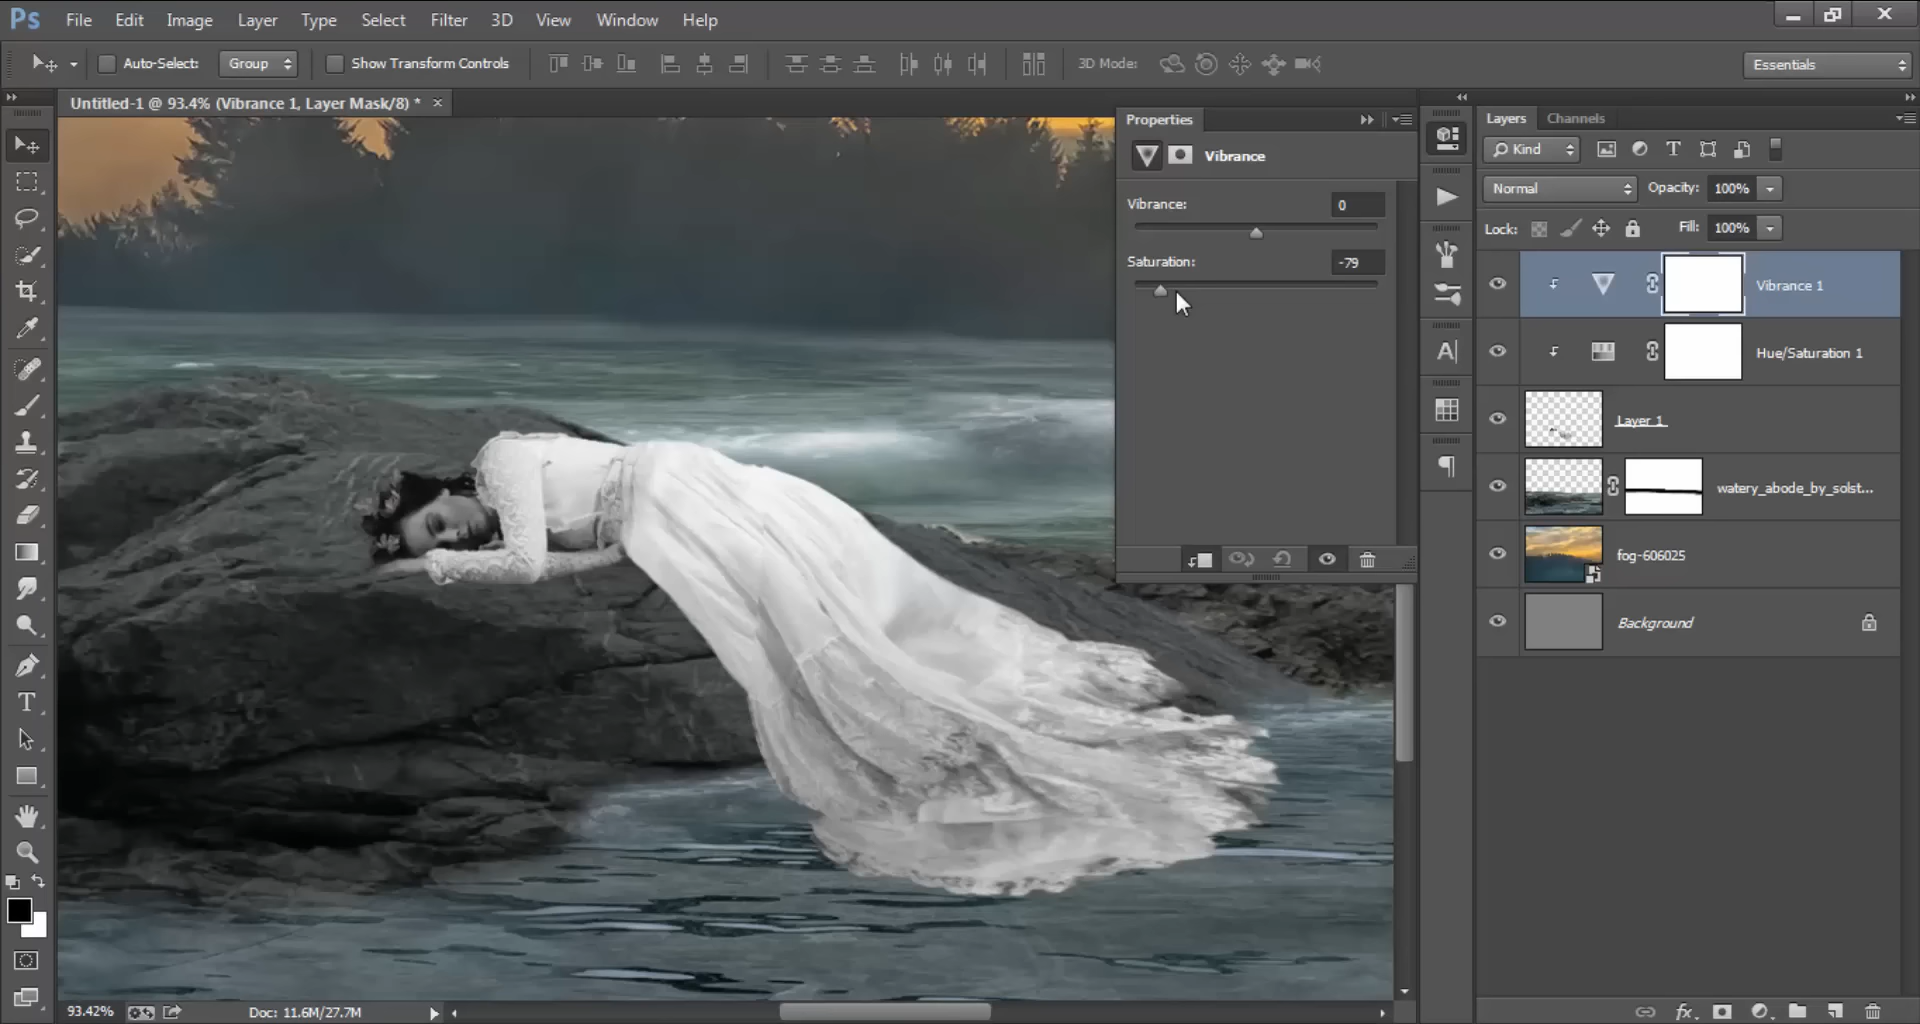 Ps File Edit Image Layer Type Select Filter 3D View Window Help
Auto-Select: Group Show Transform Controls 3D Mode: Essentials
Untitled-1 @ 93.4% (Vibrance 1, Layer Mask/8) * ×
Properties
Vibrance
Vibrance: 0
Saturation: -79
Layers Channels
Kind
Normal Opacity: 100%
Lock: Fill: 100%
Vibrance 1
Hue/Saturation 1
Layer 1
watery_abode_by_solst...
fog-606025
Background
93.42% Doc: 11.6M/27.7M